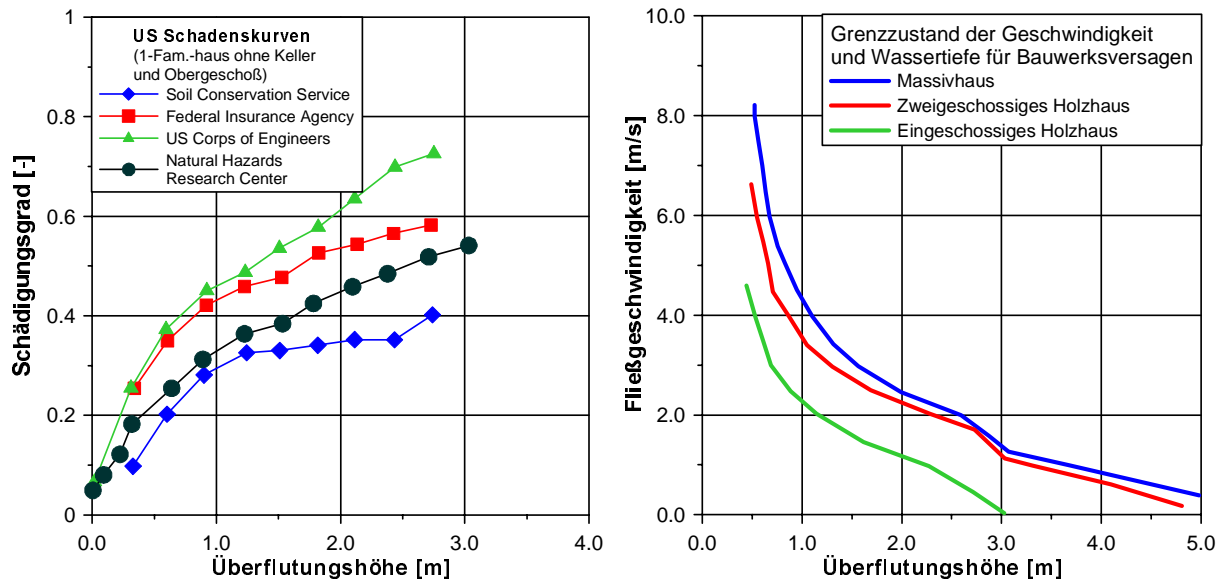 1
0.8
0.6
0.4
0.2
0
Schädigungsgrad [-]
US Schadenskurven
(1-Fam.-haus ohne Keller
und Obergeschoß)
Soil Conservation Service
Federal Insurance Agency
US Corps of Engineers
Natural Hazards
Research Center
0.0 1.0 2.0 3.0 4.0
Überflutungshöhe [m]
10.0
8.0
6.0
4.0
2.0
0.0
Fließgeschwindigkeit [m/s]
Grenzzustand der Geschwindigkeit
und Wassertiefe für Bauwerksversagen
Massivhaus
Zweigeschossiges Holzhaus
Eingeschossiges Holzhaus
0.0 1.0 2.0 3.0 4.0 5.0
Überflutungshöhe [m]